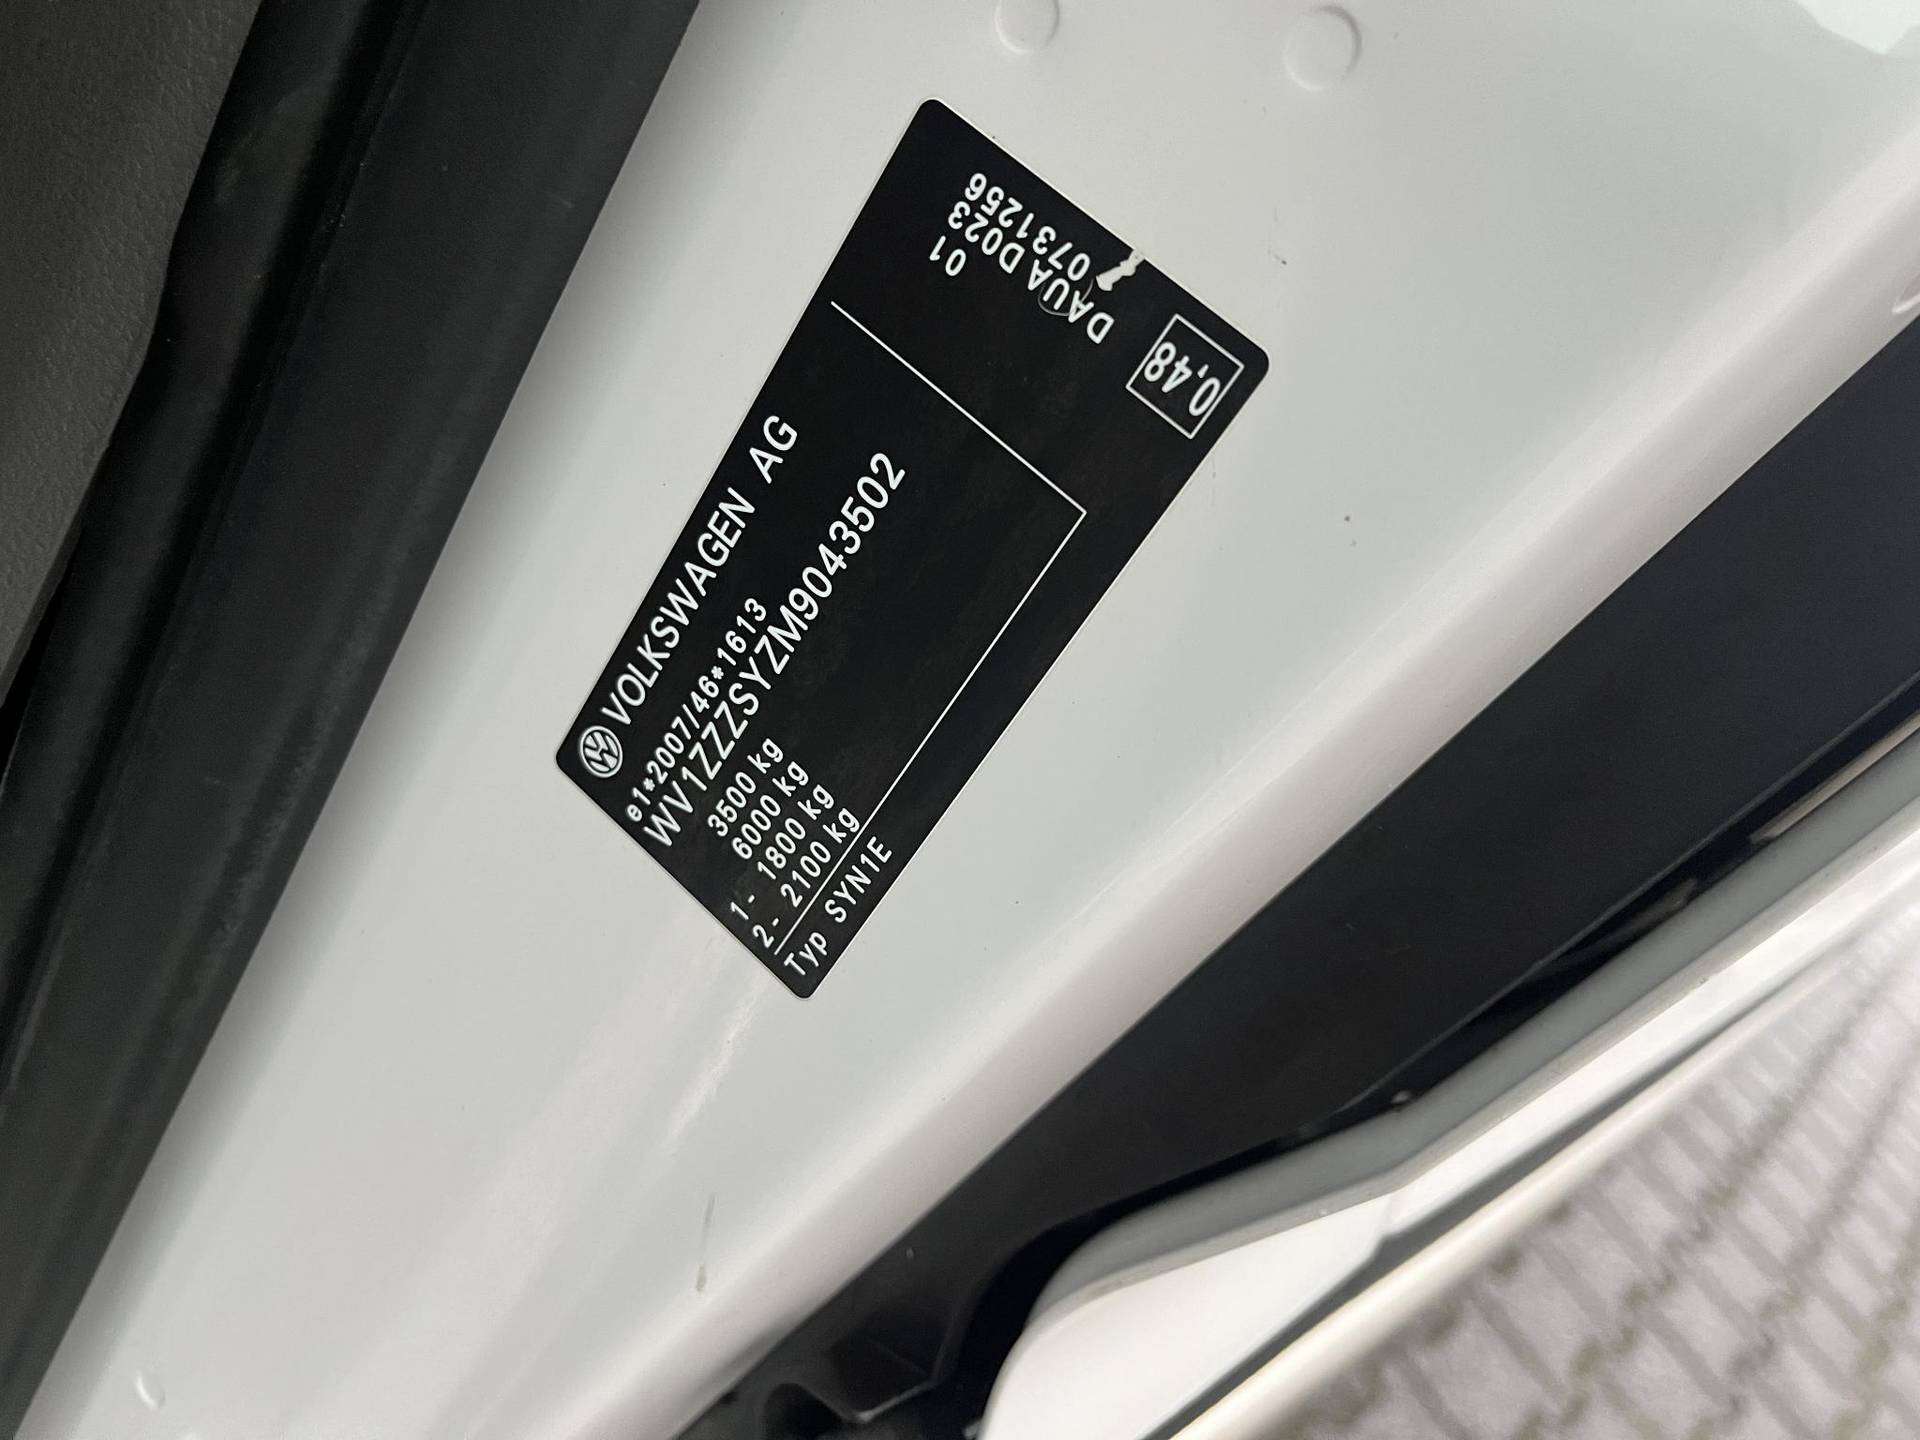 VOLKSWAGEN AG
e1*2007/46*1613
WV1ZZZSYZM9043502
3500 kg
6000 kg
1- 1800 kg
2- 2100 kg
Typ SYN1E
01
DAUA D023
0731256
0,48